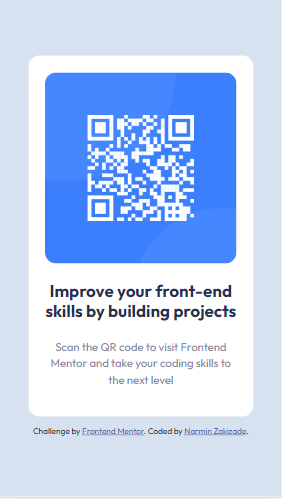 Improve your front-end
skills by building projects
Scan the QR code to visit Frontend
Mentor and take your coding skills to
the next level
Challenge by Frontend Mentor. Coded by Narmin Zakizade.